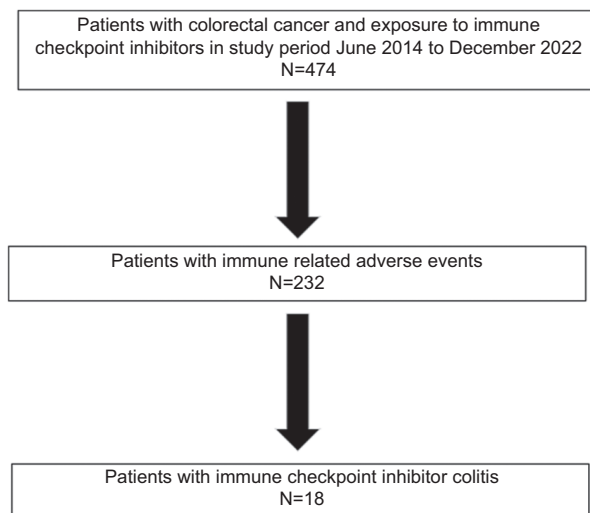 Patients with colorectal cancer and exposure to immune
checkpoint inhibitors in study period June 2014 to December 2022
N=474
Patients with immune related adverse events
N=232
Patients with immune checkpoint inhibitor colitis
N=18